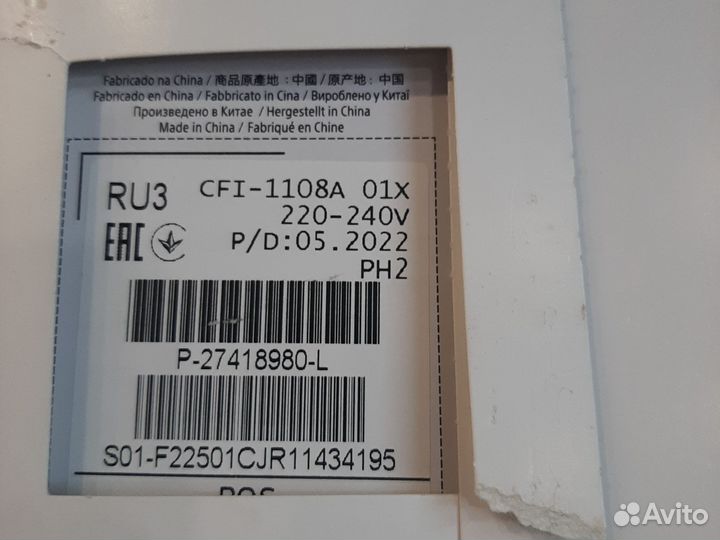 Fabricado na China / 商品原產地 : 中國 / 原产地: 中国
Fabricado en China / Fabbricato in Cina / Вироблено у Китаї
Произведено в Китае / Hergestellt in China
Made in China / Fabriqué en Chine
RU3 CFI-1108A 01X
220-240V
EAC P/D:05.2022
PH2
P-27418980-L
S01-F22501CJR11434195
Avito